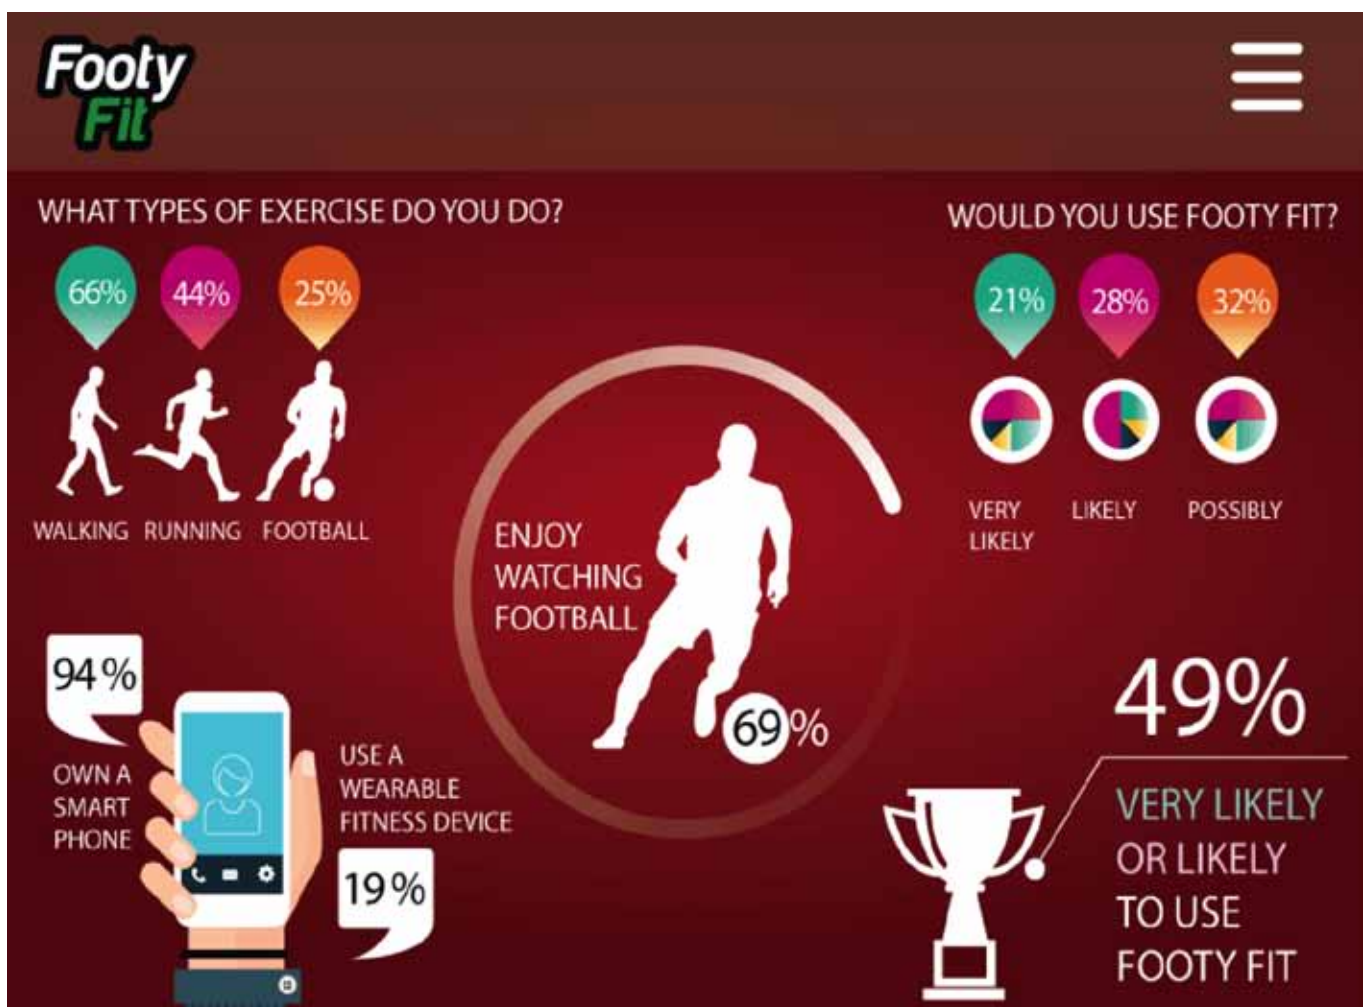 Footy
Fit
WHAT TYPES OF EXERCISE DO YOU DO?
66%
44%
25%
WALKING
RUNNING
FOOTBALL
WOULD YOU USE FOOTY FIT?
21%
28%
32%
VERY
LIKELY
LIKELY
POSSIBLY
ENJOY
WATCHING
FOOTBALL
69%
94%
OWN A
SMART
PHONE
USE A
WEARABLE
FITNESS DEVICE
19%
49%
VERY LIKELY
OR LIKELY
TO USE
FOOTY FIT